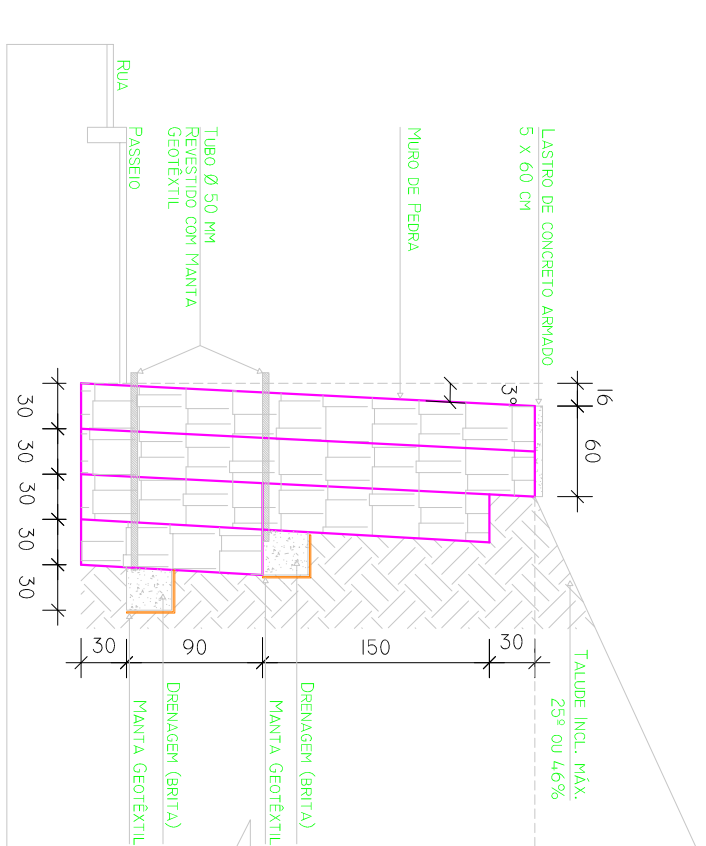 LASTRO DE CONCRETO ARMADO
5 X 60 CM
MURO DE PEDRA
TUBO Ø 50 MM
REVESTIDO COM MANTA
GEOTÊXTIL
RUA
PASSEIO
16
60
3º
30
150
90
30
30
30
30
30
30
TALUDE INCL. MÁX.
25º OU 46%
DRENAGEM (BRITA)
MANTA GEOTÊXTIL
DRENAGEM (BRITA)
MANTA GEOTÊXTIL